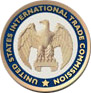 UNITED STATES INTERNATIONAL TRADE
COMMISSION